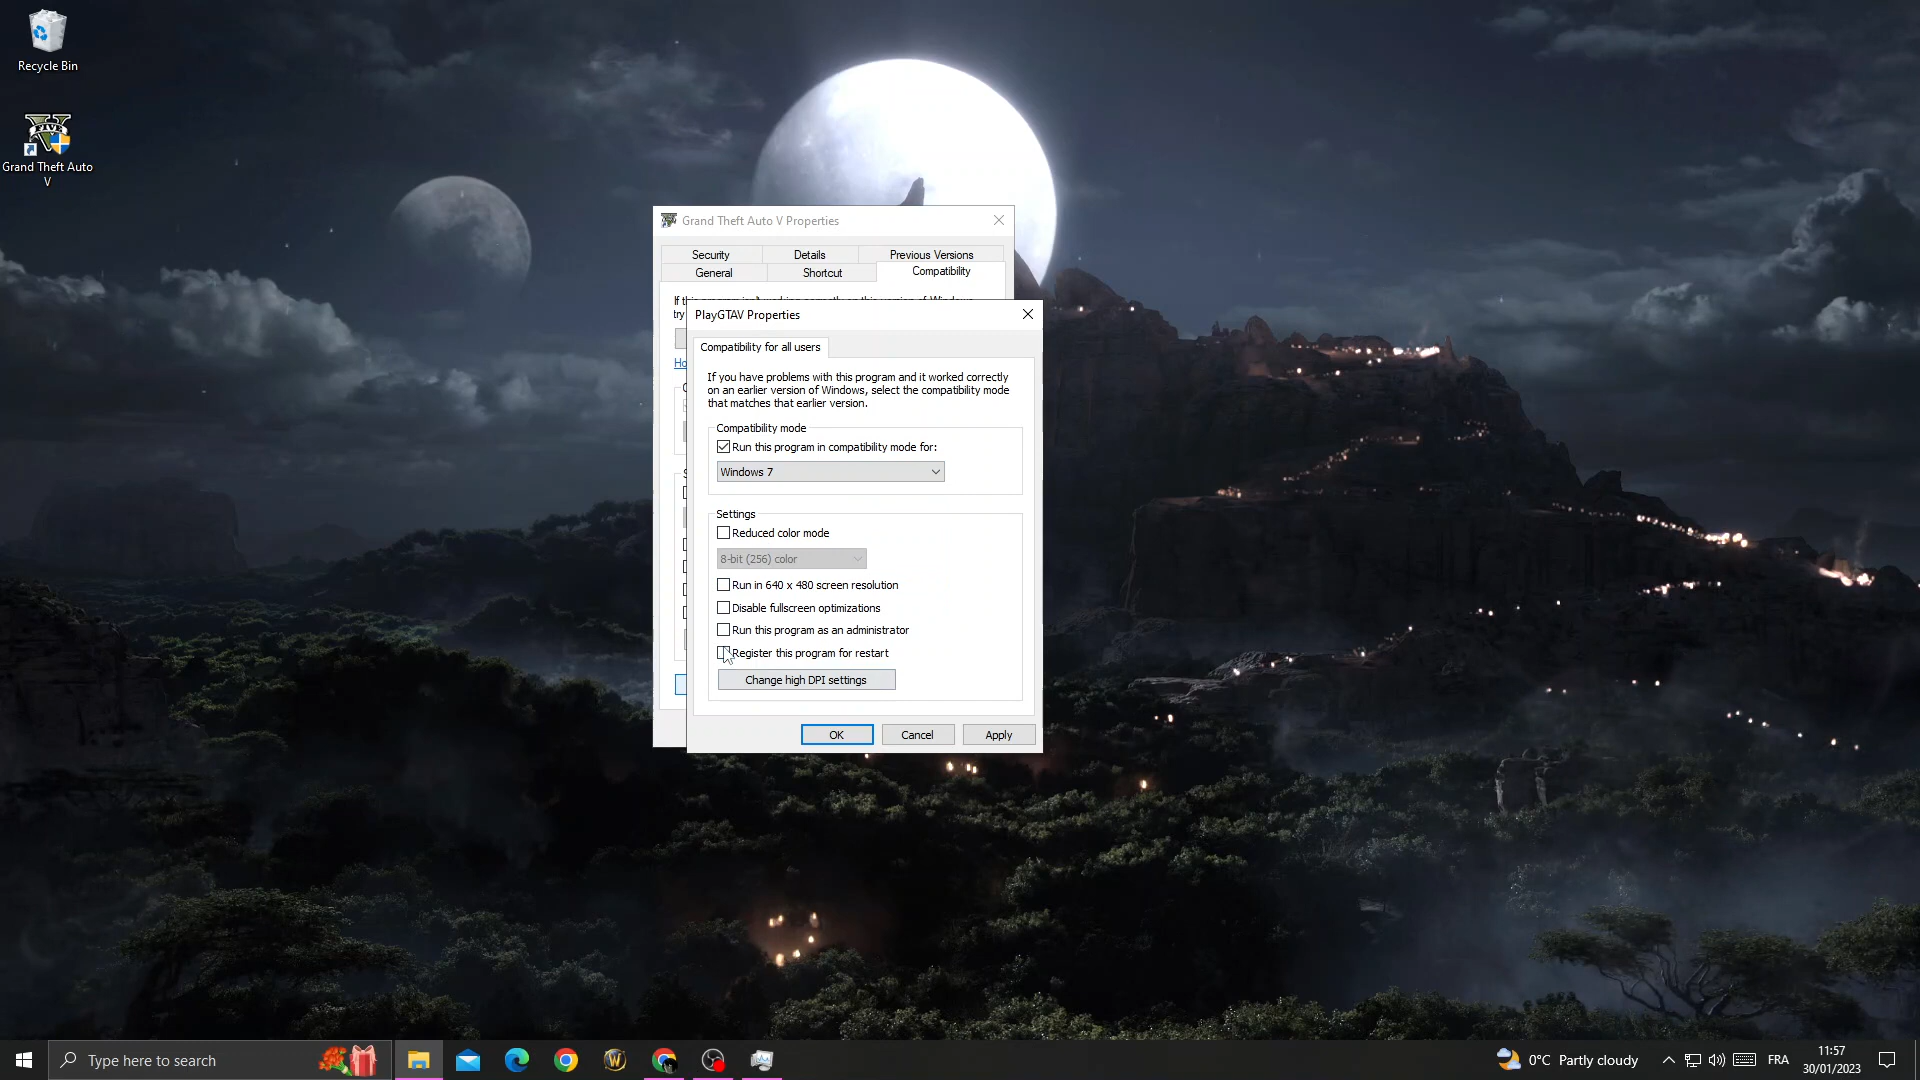 Recycle Bin
Grand Theft Auto
V
Grand Theft Auto V Properties
Security
Details
Previous Versions
General
Shortcut
Compatibility
try
Ho
PlayGTAV Properties
Compatibility for all users
If you have problems with this program and it worked correctly
on an earlier version of Windows, select the compatibility mode
that matches that earlier version.
Compatibility mode
Run this program in compatibility mode for:
Windows 7
Settings
Reduced color mode
8-bit (256) color
Run in 640 x 480 screen resolution
Disable fullscreen optimizations
Run this program as an administrator
Register this program for restart
Change high DPI settings
OK
Cancel
Apply
Type here to search
0°C Partly cloudy
FRA
11:57
30/01/2023